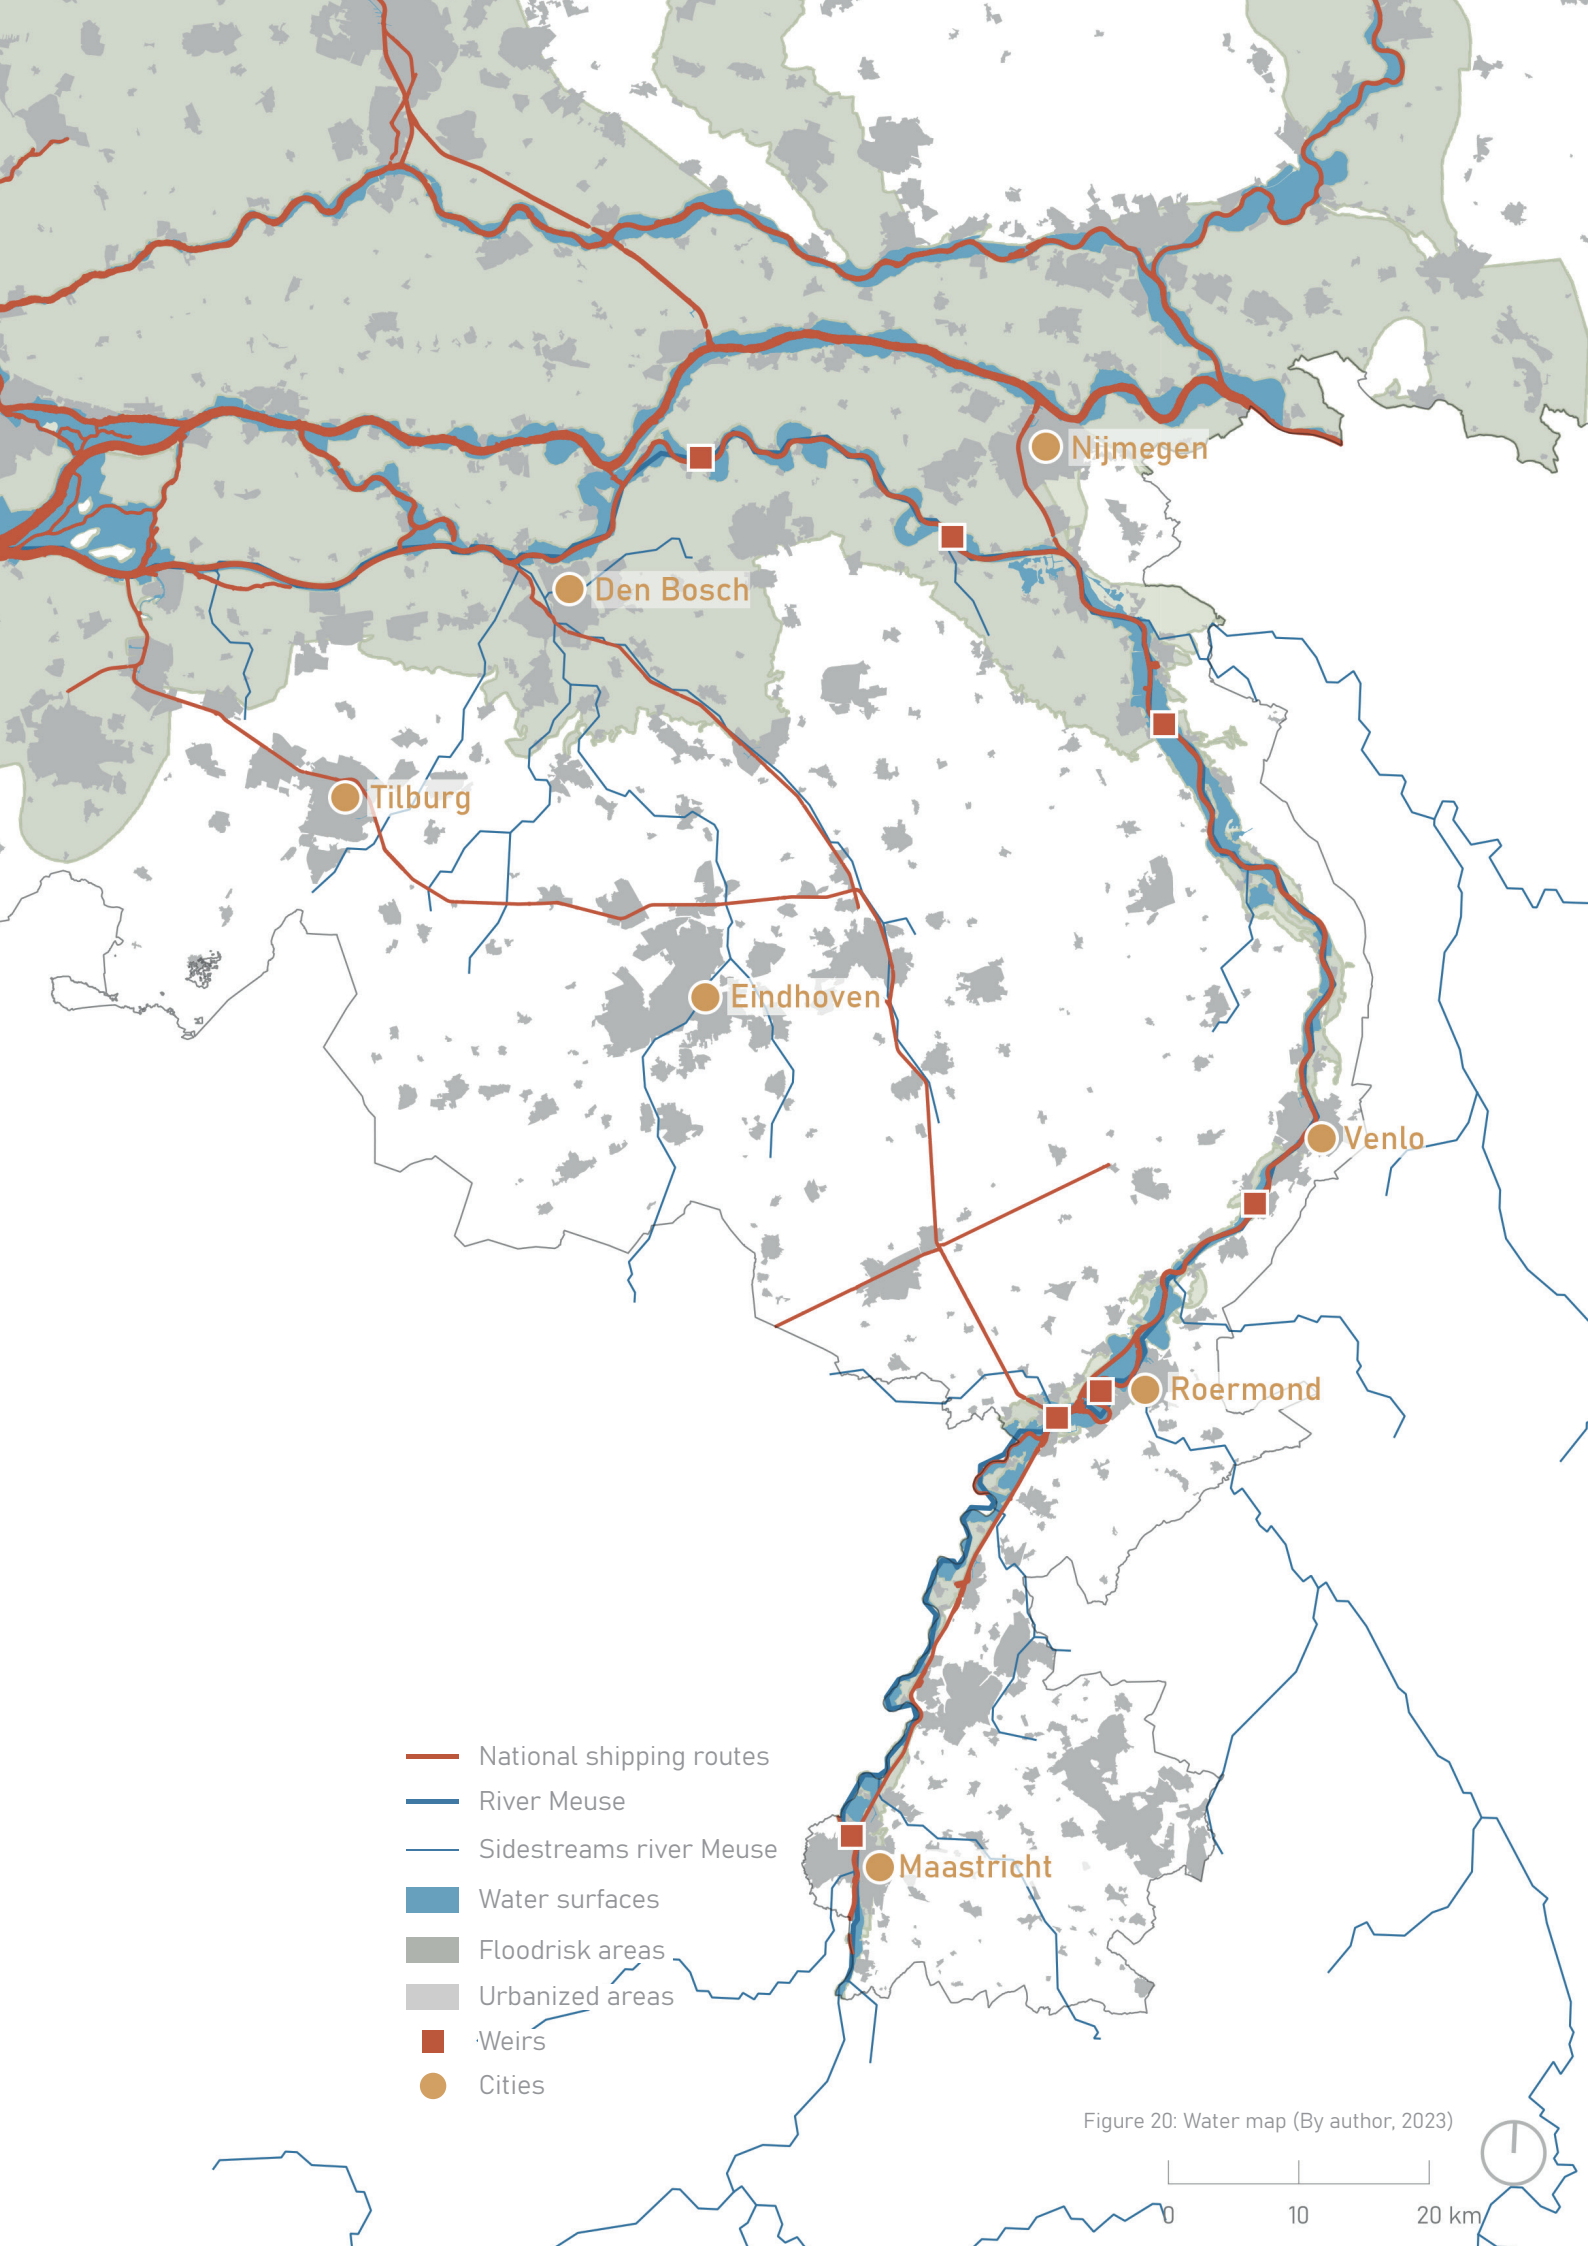 Nijmegen
Den Bosch
Tilburg
Eindhoven
Venlo
Roermond
National shipping routes
River Meuse
Sidestreams river Meuse
Water surfaces
Floodrisk areas
Urbanized areas
Weirs
Cities
Maastricht
Figure 20: Water map (By author, 2023)
0 10 20 km